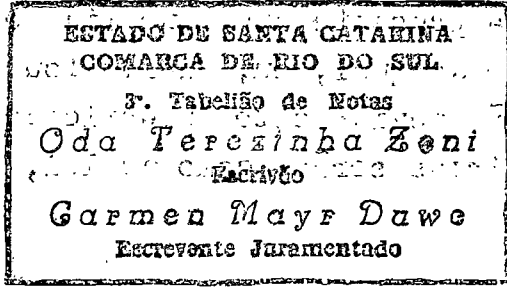 ESTADO DE SANTA CATARINA
COMARCA DE RIO DO SUL
3º. Tabelião de Notas
Oda Terezinha Zeni
Escrivão
Carmen Mayr Dawe
Escrevente Juramentado